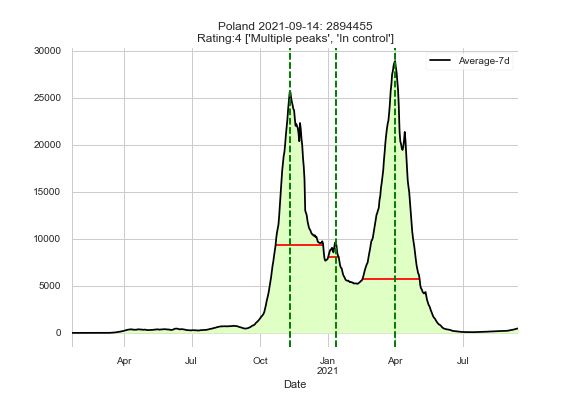 Poland 2021-09-14: 2894455
Rating:4 ['Multiple peaks', 'In control']
30000
25000
20000
15000
10000
5000
0
Average-7d
Apr
Jul
Oct
Jan
2021
Apr
Jul
Date